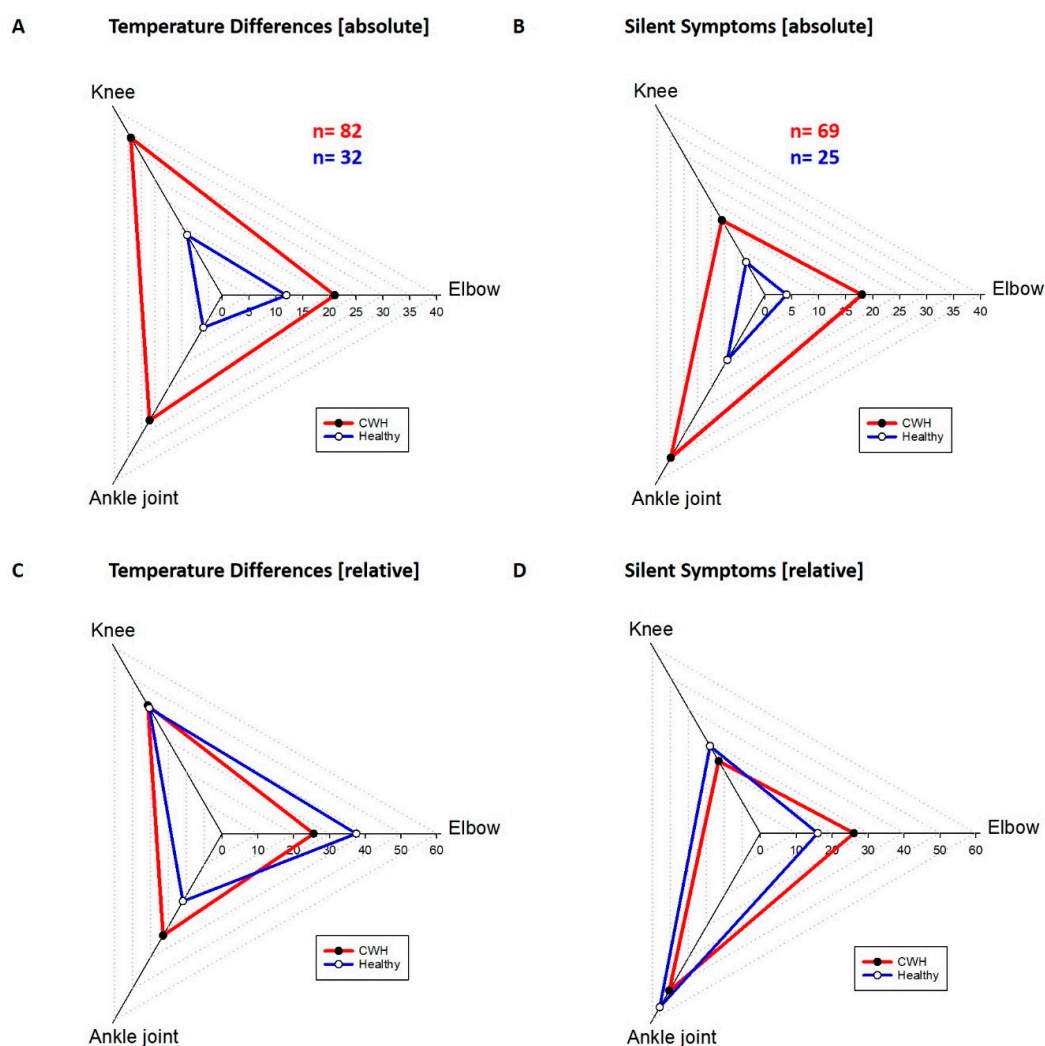 A Temperature Differences [absolute]
Knee
n= 82
n= 32
Elbow
0 5 10 15 20 25 30 35 40
CWH
Healthy
Ankle joint
B Silent Symptoms [absolute]
Knee
n= 69
n= 25
Elbow
0 5 10 15 20 25 30 35 40
CWH
Healthy
Ankle joint
C Temperature Differences [relative]
Knee
Elbow
0 10 20 30 40 50 60
CWH
Healthy
Ankle joint
D Silent Symptoms [relative]
Knee
Elbow
0 10 20 30 40 50 60
CWH
Healthy
Ankle joint